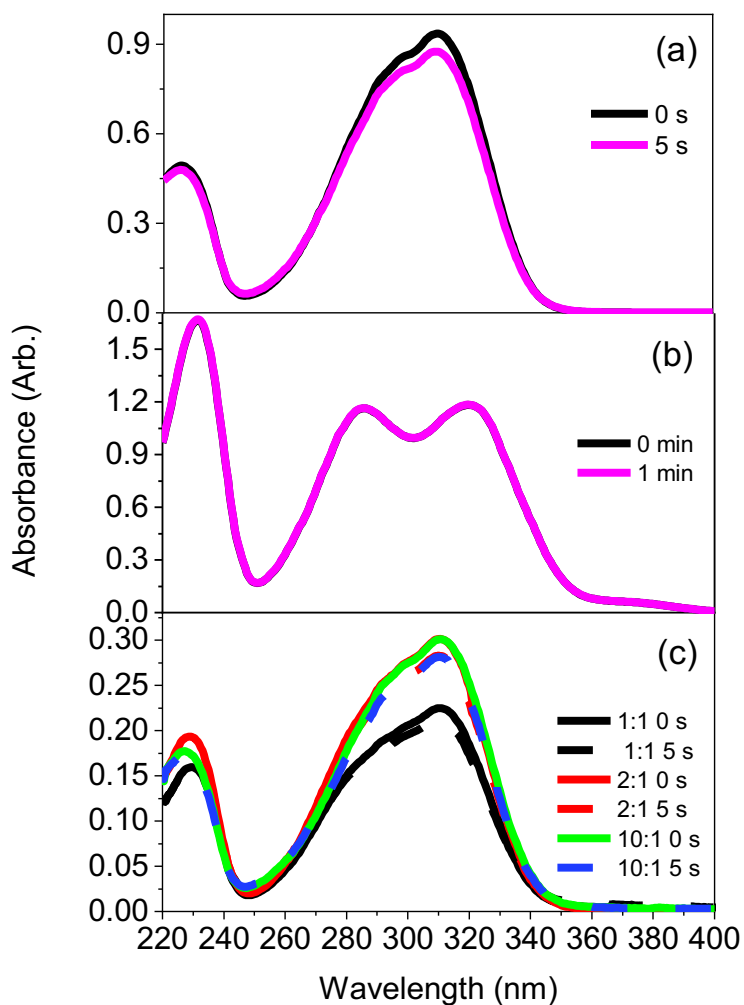 Absorbance (Arb.)
0.9
0.6
0.3
0.0
(a)
0 s
5 s
1.5
1.2
0.9
0.6
0.3
0.0
(b)
0 min
1 min
0.30
0.25
0.20
0.15
0.10
0.05
0.00
(c)
1:1 0 s
1:1 5 s
2:1 0 s
2:1 5 s
10:1 0 s
10:1 5 s
220 240 260 280 300 320 340 360 380 400
Wavelength (nm)